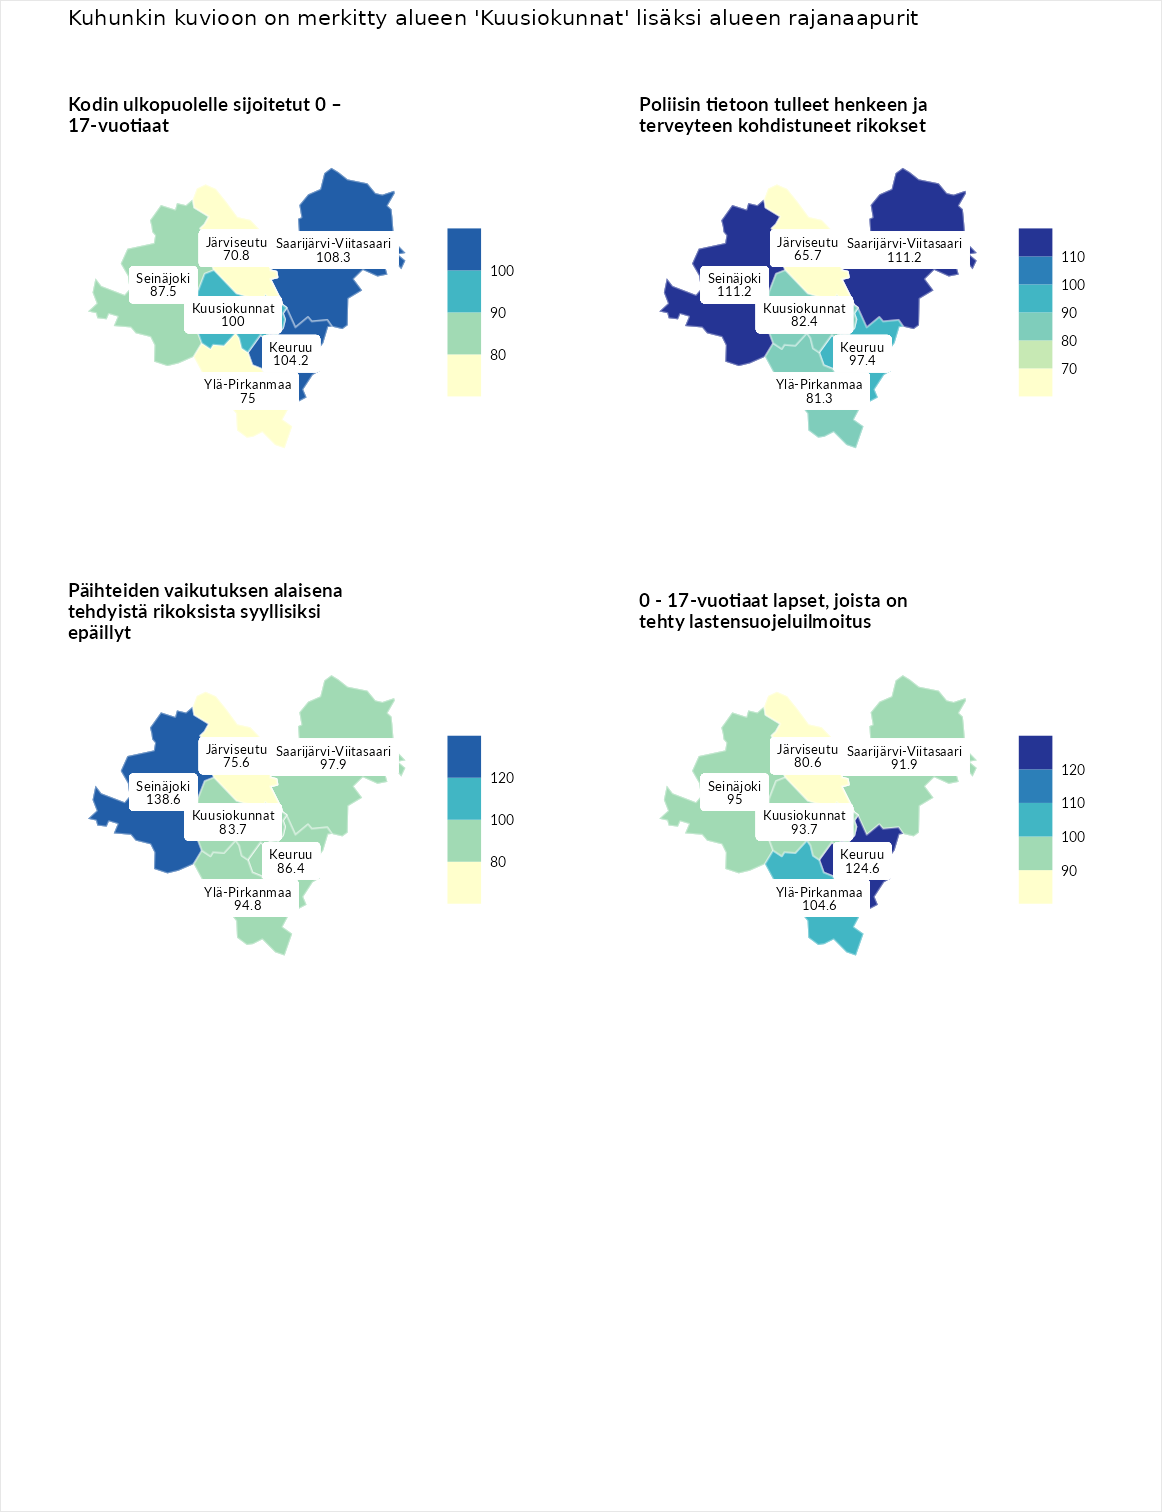 Kuhunkin kuvioon on merkitty alueen 'Kuusiokunnat' lisäksi alueen rajanaapurit
Kodin ulkopuolelle sijoitetut 0 –
17-vuotiaat
Järviseutu
70.8
Saarijärvi-Viitasaari
108.3
Seinäjoki
87.5
Kuusiokunnat
100
Keuruu
104.2
Ylä-Pirkanmaa
75
100
90
80
Poliisin tietoon tulleet henkeen ja
terveyteen kohdistuneet rikokset
Järviseutu
65.7
Saarijärvi-Viitasaari
111.2
Seinäjoki
111.2
Kuusiokunnat
82.4
Keuruu
97.4
Ylä-Pirkanmaa
81.3
110
100
90
80
70
Päihteiden vaikutuksen alaisena
tehdyistä rikoksista syyllisiksi
epäillyt
Järviseutu
75.6
Saarijärvi-Viitasaari
97.9
Seinäjoki
138.6
Kuusiokunnat
83.7
Keuruu
86.4
Ylä-Pirkanmaa
94.8
120
100
80
0 - 17-vuotiaat lapset, joista on
tehty lastensuojeluilmoitus
Järviseutu
80.6
Saarijärvi-Viitasaari
91.9
Seinäjoki
95
Kuusiokunnat
93.7
Keuruu
124.6
Ylä-Pirkanmaa
104.6
120
110
100
90